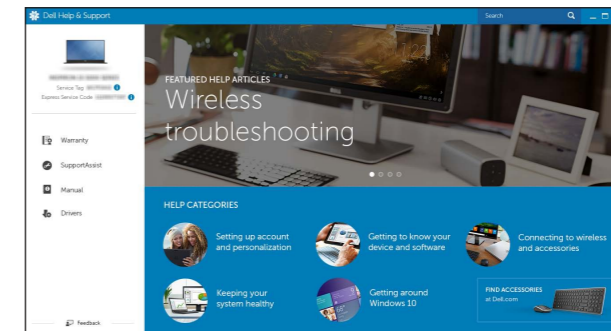 Dell Help & Support
Search
Service Tag:
Express Service Code:
Warranty
SupportAssist
Manual
Drivers
Feedback
FEATURED HELP ARTICLES
Wireless
troubleshooting
HELP CATEGORIES
Setting up account
and personalization
Getting to know your
device and software
Connecting to wireless
and accessories
Keeping your
system healthy
Getting around
Windows 10
FIND ACCESSORIES
at Dell.com